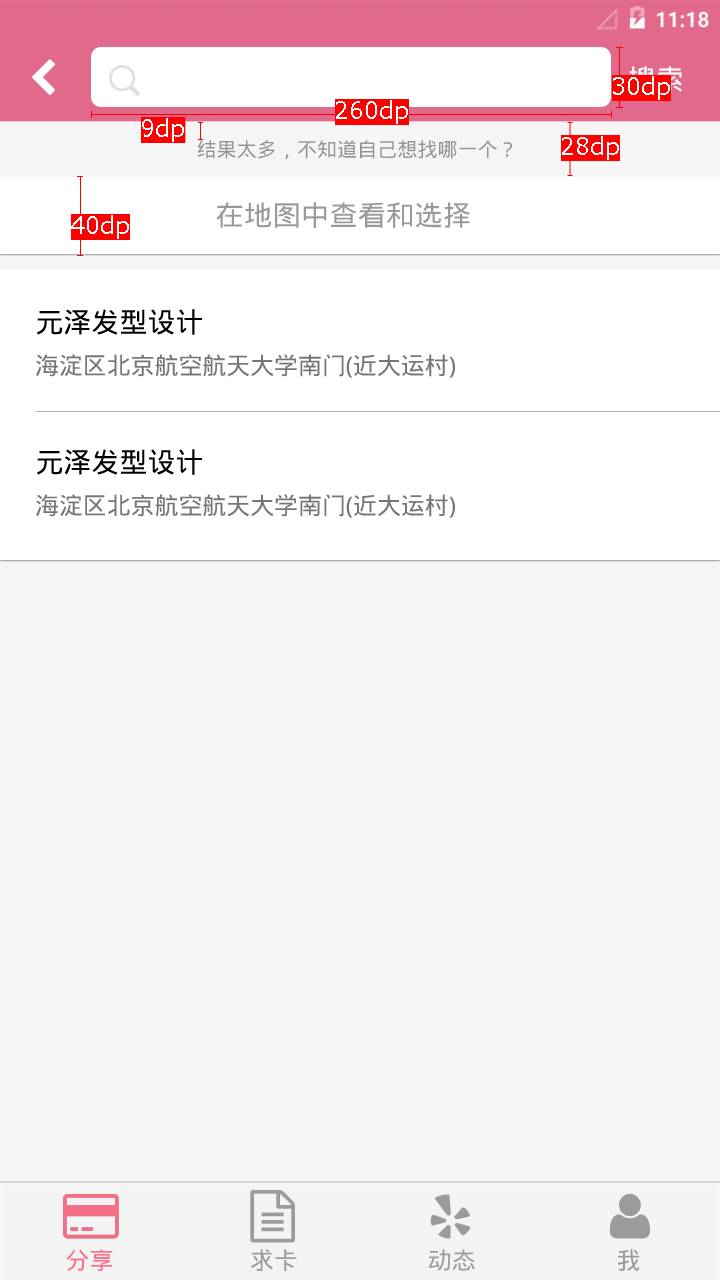 11:18
搜索
30dp
260dp
9dp
结果太多，不知道自己想找哪一个？
28dp
40dp
在地图中查看和选择
元泽发型设计
海淀区北京航空航天大学南门(近大运村)
元泽发型设计
海淀区北京航空航天大学南门(近大运村)
分享
求卡
动态
我